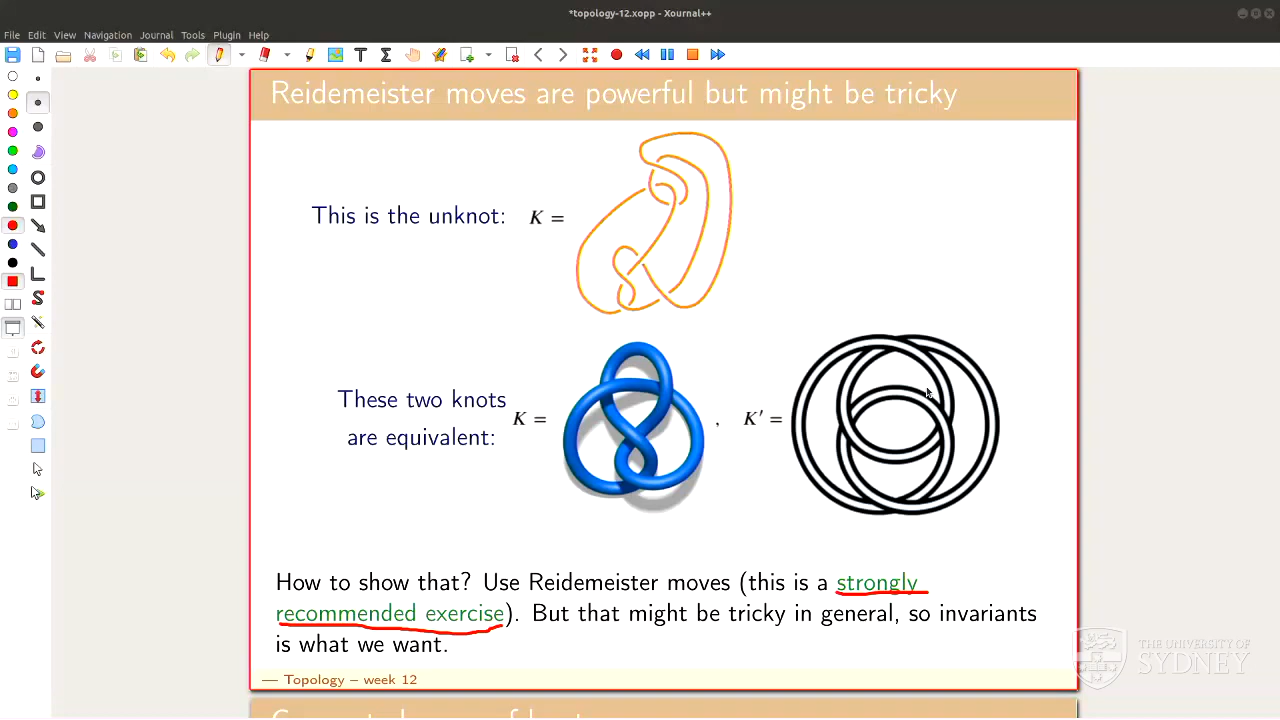 *topology-12.xopp - Xournal++
File Edit View Navigation Journal Tools Plugin Help
Reidemeister moves are powerful but might be tricky
This is the unknot: K =
These two knots
are equivalent:
K = , K′ =
How to show that? Use Reidemeister moves (this is a strongly
recommended exercise). But that might be tricky in general, so invariants
is what we want.
— Topology – week 12
THE UNIVERSITY OF
SYDNEY